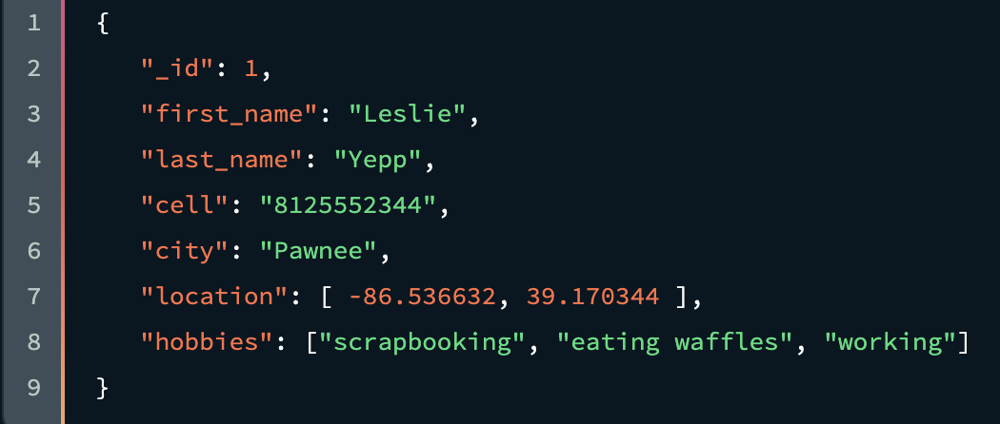 1 {
2 "_id": 1,
3 "first_name": "Leslie",
4 "last_name": "Yepp",
5 "cell": "8125552344",
6 "city": "Pawnee",
7 "location": [ -86.536632, 39.170344 ],
8 "hobbies": ["scrapbooking", "eating waffles", "working"]
9 }